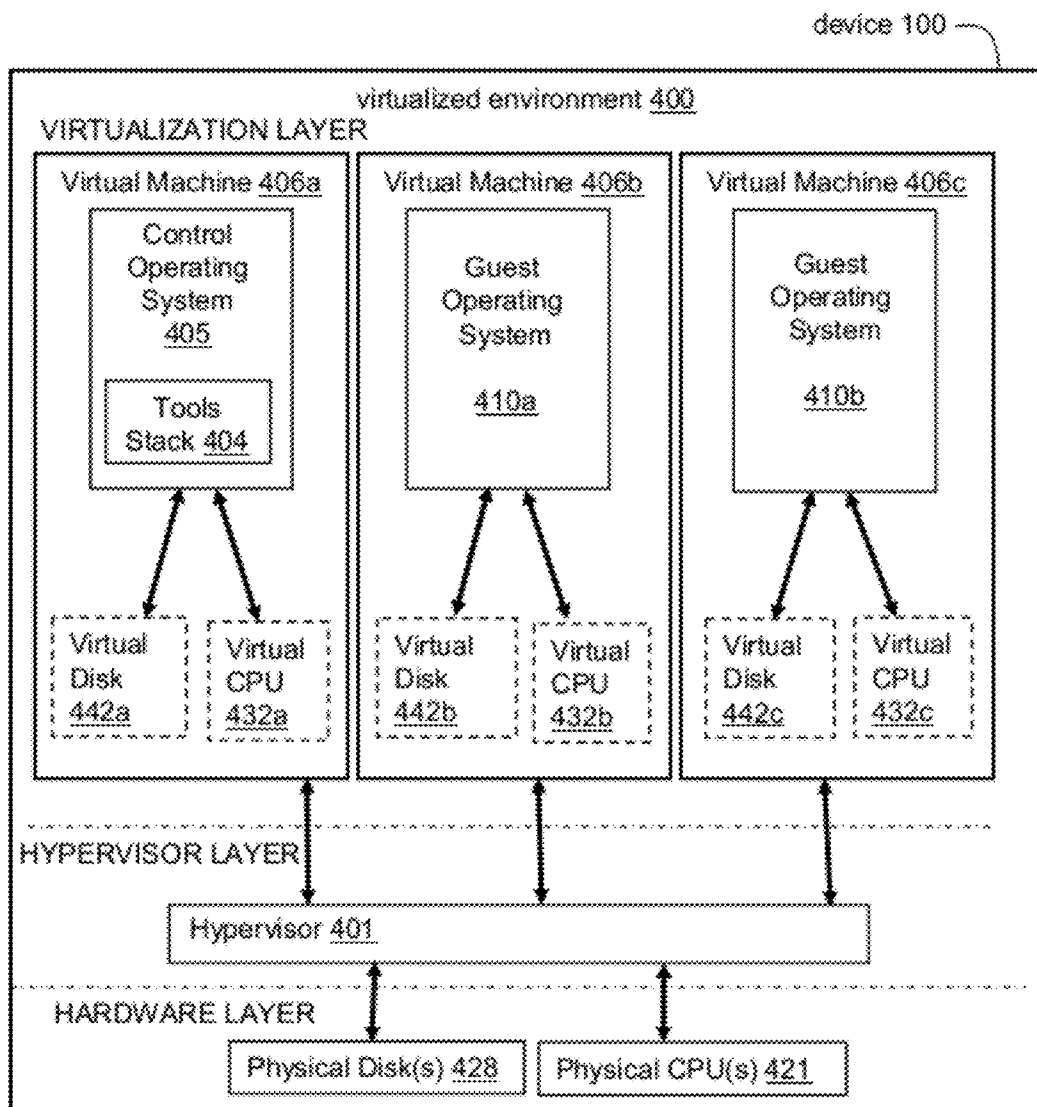 device 100
virtualized environment 400
VIRTUALIZATION LAYER
Virtual Machine 406a
Control
Operating
System
405
Tools
Stack 404
Virtual
Disk
442a
Virtual
CPU
432a
Virtual Machine 406b
Guest
Operating
System
410a
Virtual
Disk
442b
Virtual
CPU
432b
Virtual Machine 406c
Guest
Operating
System
410b
Virtual
Disk
442c
Virtual
CPU
432c
HYPERVISOR LAYER
Hypervisor 401
HARDWARE LAYER
Physical Disk(s) 428
Physical CPU(s) 421